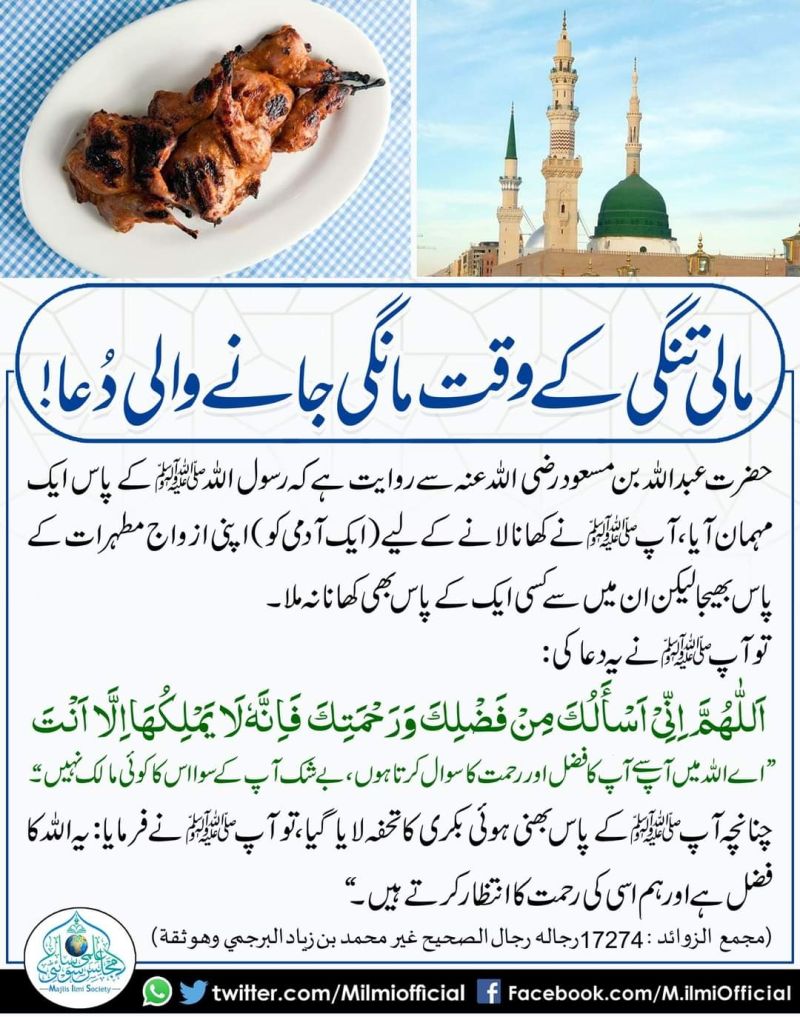 مالی تنگی کے وقت مانگی جانے والی دُعا!
حضرت عبداللہ بن مسعود رضی اللہ عنہ سے روایت ہے کہ رسول اللہ ﷺ کے پاس ایک
مہمان آیا، آپ ﷺ نے کھانا لانے کے لیے (ایک آدمی کو) اپنی ازواج مطہرات کے
پاس بھیجا لیکن ان میں سے کسی ایک کے پاس بھی کھانا نہ ملا۔
تو آپ ﷺ نے یہ دعا کی:
اَللّٰهُمَّ اِنِّيْ اَسْأَلُكَ مِنْ فَضْلِكَ وَرَحْمَتِكَ فَاِنَّهٗ لَا يَمْلِكُهَا اِلَّا اَنْتَ
”اے اللہ میں آپ سے آپ کا فضل اور رحمت کا سوال کرتا ہوں، بے شک آپ کے سوا اس کا کوئی مالک نہیں“۔
چنانچہ آپ ﷺ کے پاس بھنی ہوئی بکری کا تحفہ لایا گیا، تو آپ ﷺ نے فرمایا: یہ اللہ کا
فضل ہے اور ہم اسی کی رحمت کا انتظار کرتے ہیں۔“
(مجمع الزوائد :17274 رجاله رجال الصحيح غير محمد بن زياد البرجمي وهو ثقة)
مجلس علمی سوسائٹی
Majlis Ilmi Society
twitter.com/Milmiofficial
Facebook.com/M.ilmiOfficial